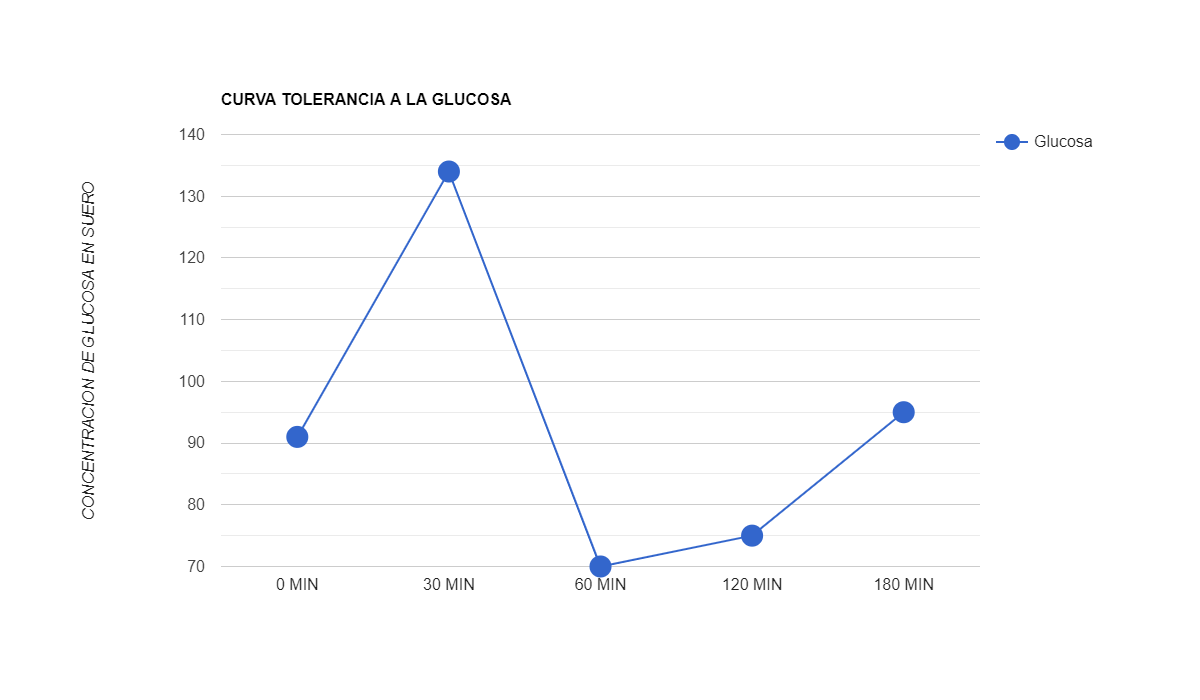 CURVA TOLERANCIA A LA GLUCOSA
140
130
120
110
100
90
80
70
CONCENTRACION DE GLUCOSA EN SUERO
0 MIN
30 MIN
60 MIN
120 MIN
180 MIN
Glucosa